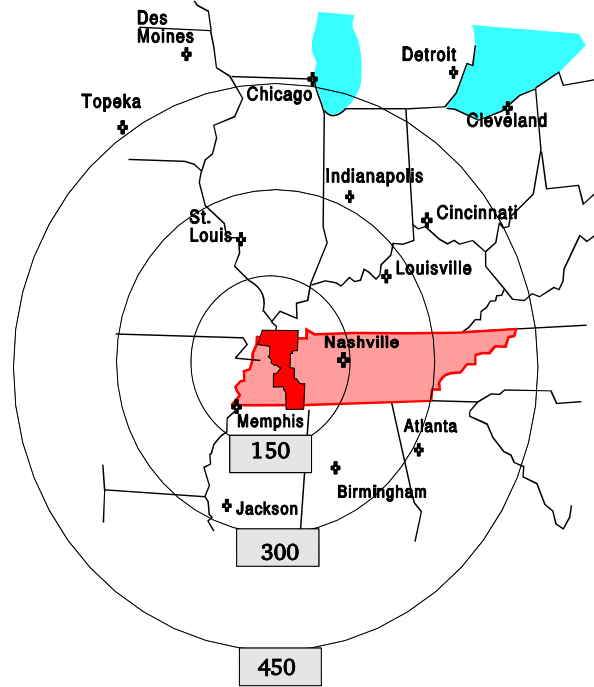 Des
Moines
Detroit
Chicago
Topeka
Cleveland
Indianapolis
St.
Louis
Cincinnati
Louisville
Nashville
Memphis
Atlanta
150
Birmingham
Jackson
300
450